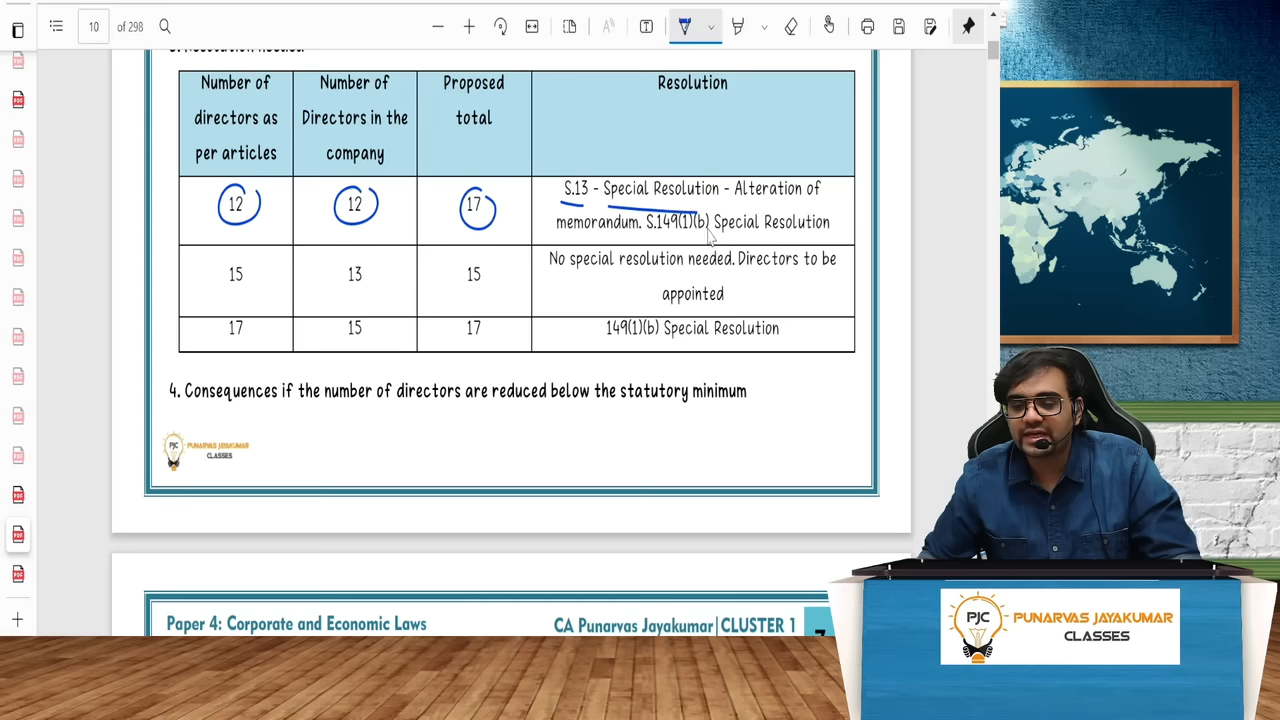 10 of 298
Number of directors as per articles
Number of Directors in the company
Proposed total
Resolution
12
12
17
S.13 - Special Resolution - Alteration of
memorandum. S.149(1)(b) Special Resolution
15
13
15
No special resolution needed. Directors to be
appointed
17
15
17
149(1)(b) Special Resolution
4. Consequences if the number of directors are reduced below the statutory minimum
PJC PUNARVAS JAYAKUMAR
CLASSES
Paper 4: Corporate and Economic Laws
CA Punarvas Jayakumar|CLUSTER 1
PJC PUNARVAS JAYAKUMAR
CLASSES